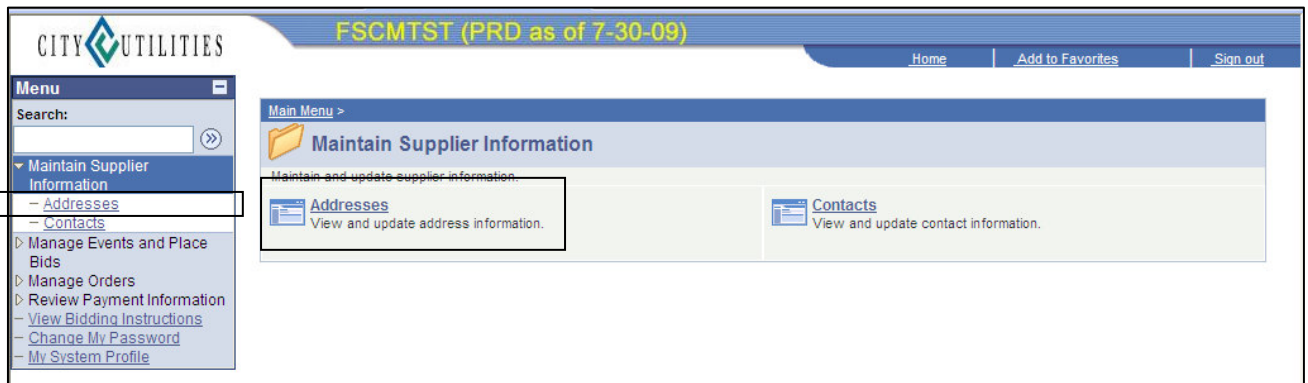 CITY UTILITIES
FSCMTST (PRD as of 7-30-09)
Home
Add to Favorites
Sign out
Menu
Search:
Maintain Supplier
Information
– Addresses
– Contacts
Manage Events and Place
Bids
Manage Orders
Review Payment Information
– View Bidding Instructions
– Change My Password
– My System Profile
Main Menu >
Maintain Supplier Information
Maintain and update supplier information.
Addresses
View and update address information.
Contacts
View and update contact information.